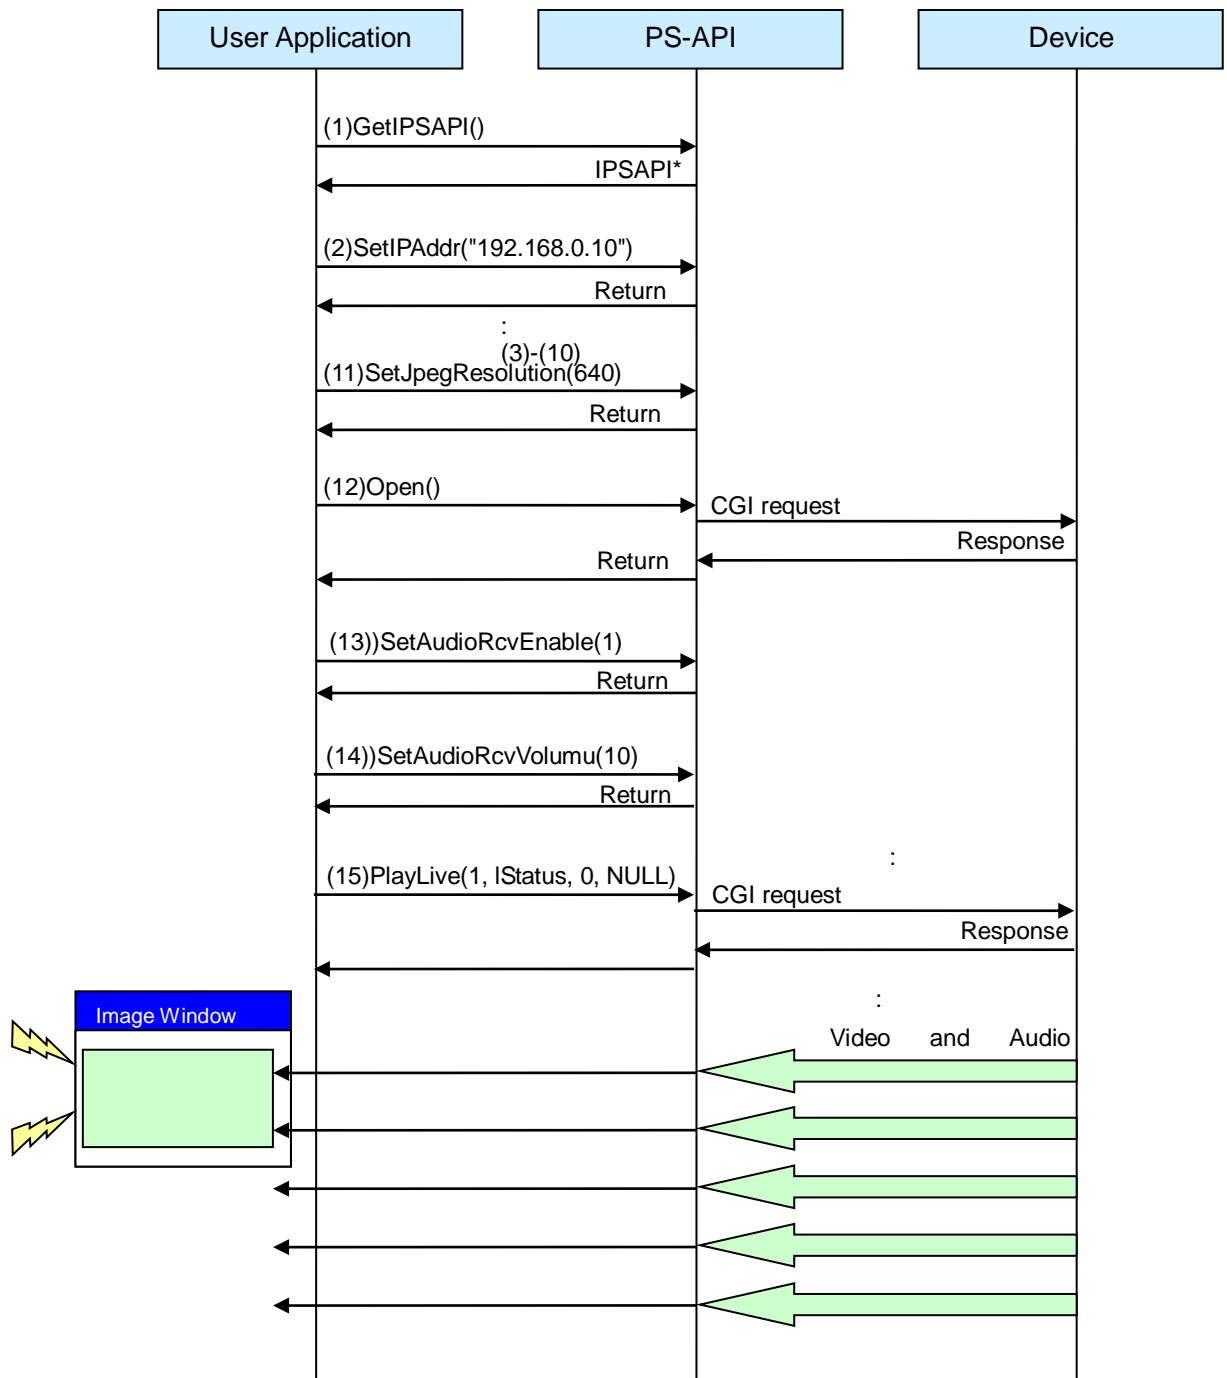 User Application
PS-API
Device
(1)GetIPSAPI()
IPSAPI*
(2)SetIPAddr("192.168.0.10")
Return
:
(3)-(10)
(11)SetJpegResolution(640)
Return
(12)Open()
CGI request
Response
Return
(13))SetAudioRcvEnable(1)
Return
(14))SetAudioRcvVolumu(10)
Return
:
(15)PlayLive(1, lStatus, 0, NULL)
CGI request
Response
:
Image Window
Video and Audio